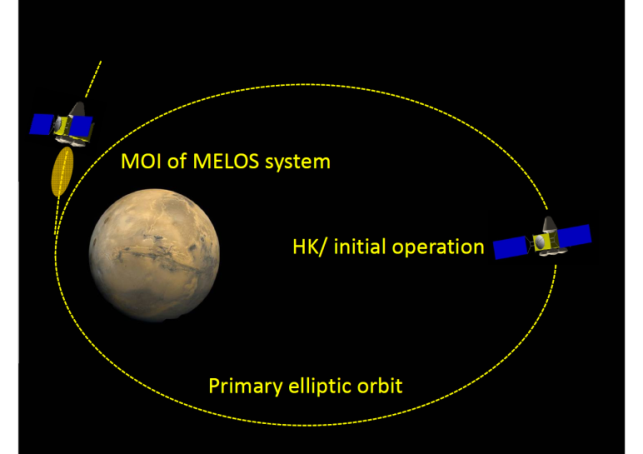 MOI of MELOS system
HK/ initial operation
Primary elliptic orbit